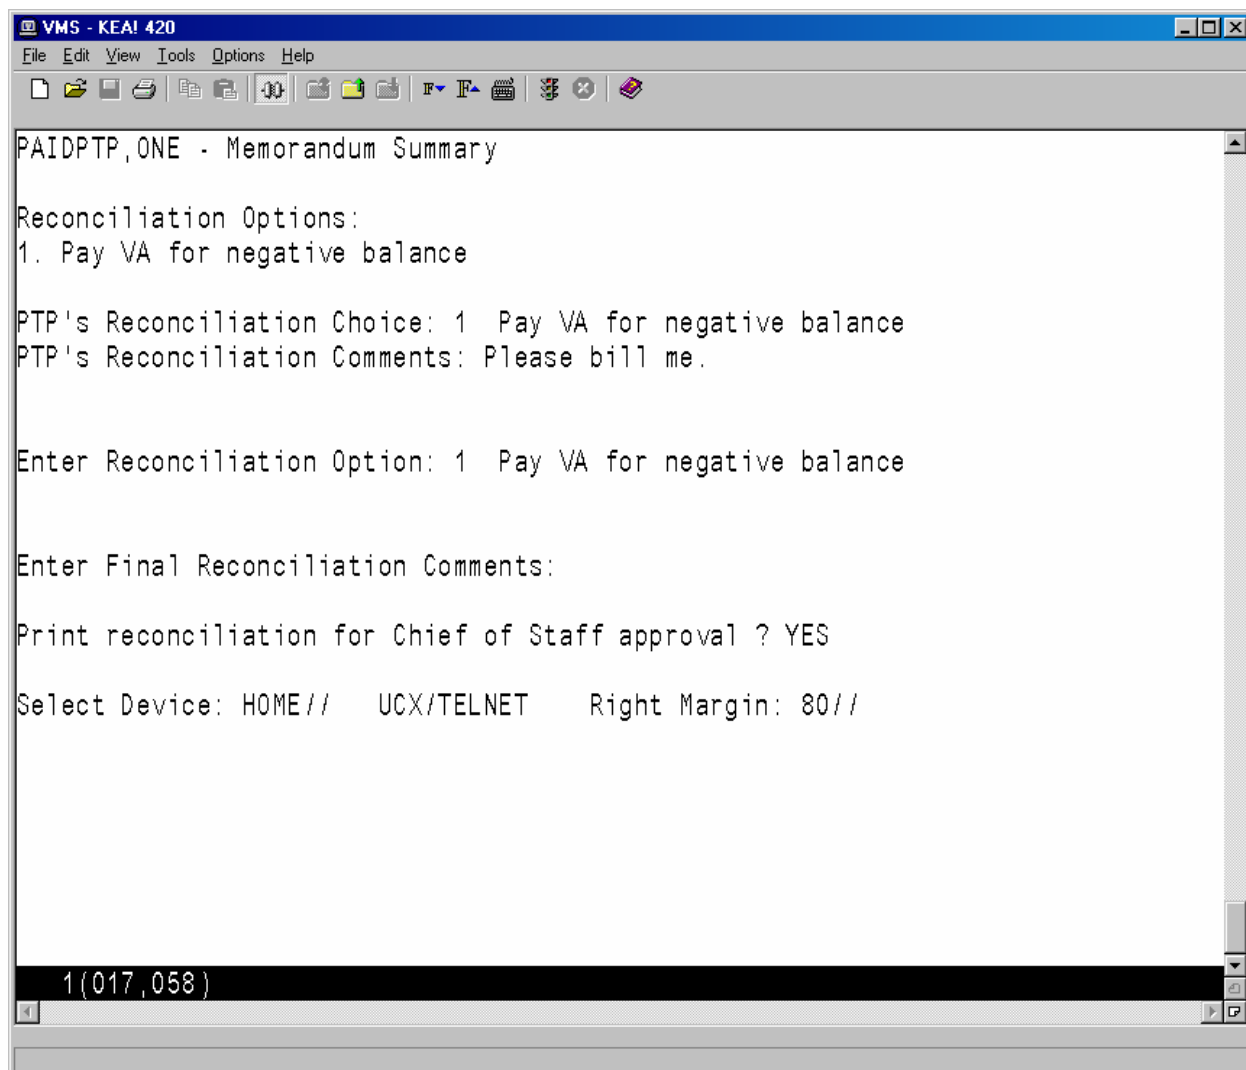 VMS - KEA! 420
File Edit View Tools Options Help
PAIDPTP,ONE - Memorandum Summary
Reconciliation Options:
1. Pay VA for negative balance
PTP's Reconciliation Choice: 1  Pay VA for negative balance
PTP's Reconciliation Comments: Please bill me.
Enter Reconciliation Option: 1  Pay VA for negative balance
Enter Final Reconciliation Comments:
Print reconciliation for Chief of Staff approval ? YES
Select Device: HOME//   UCX/TELNET    Right Margin: 80//
1(017,058)